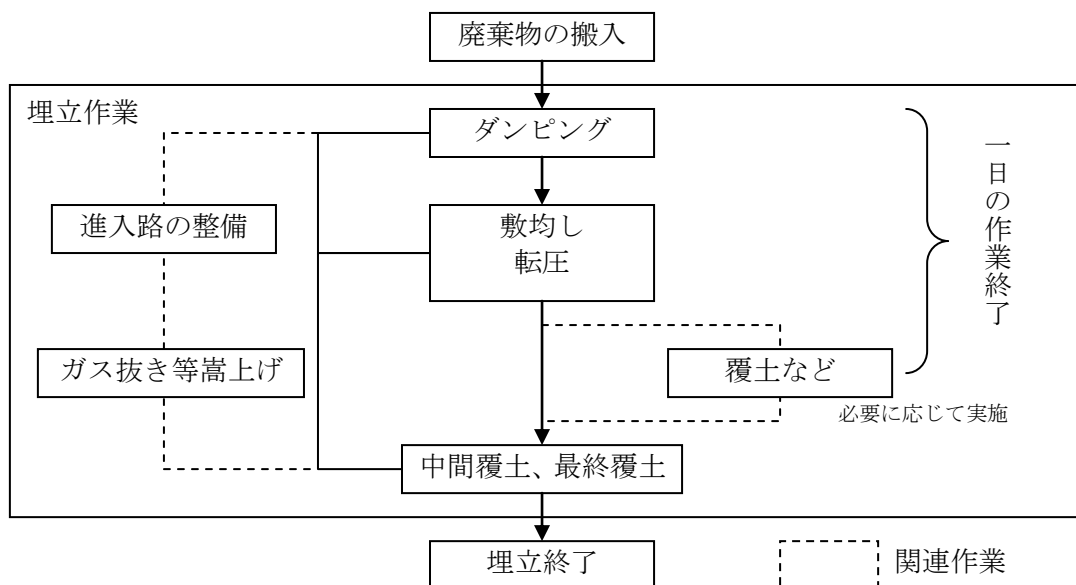 廃棄物の搬入
埋立作業
ダンピング
一日の作業終了
進入路の整備
敷均し
転圧
ガス抜き等嵩上げ
覆土など
必要に応じて実施
中間覆土、最終覆土
埋立終了
関連作業